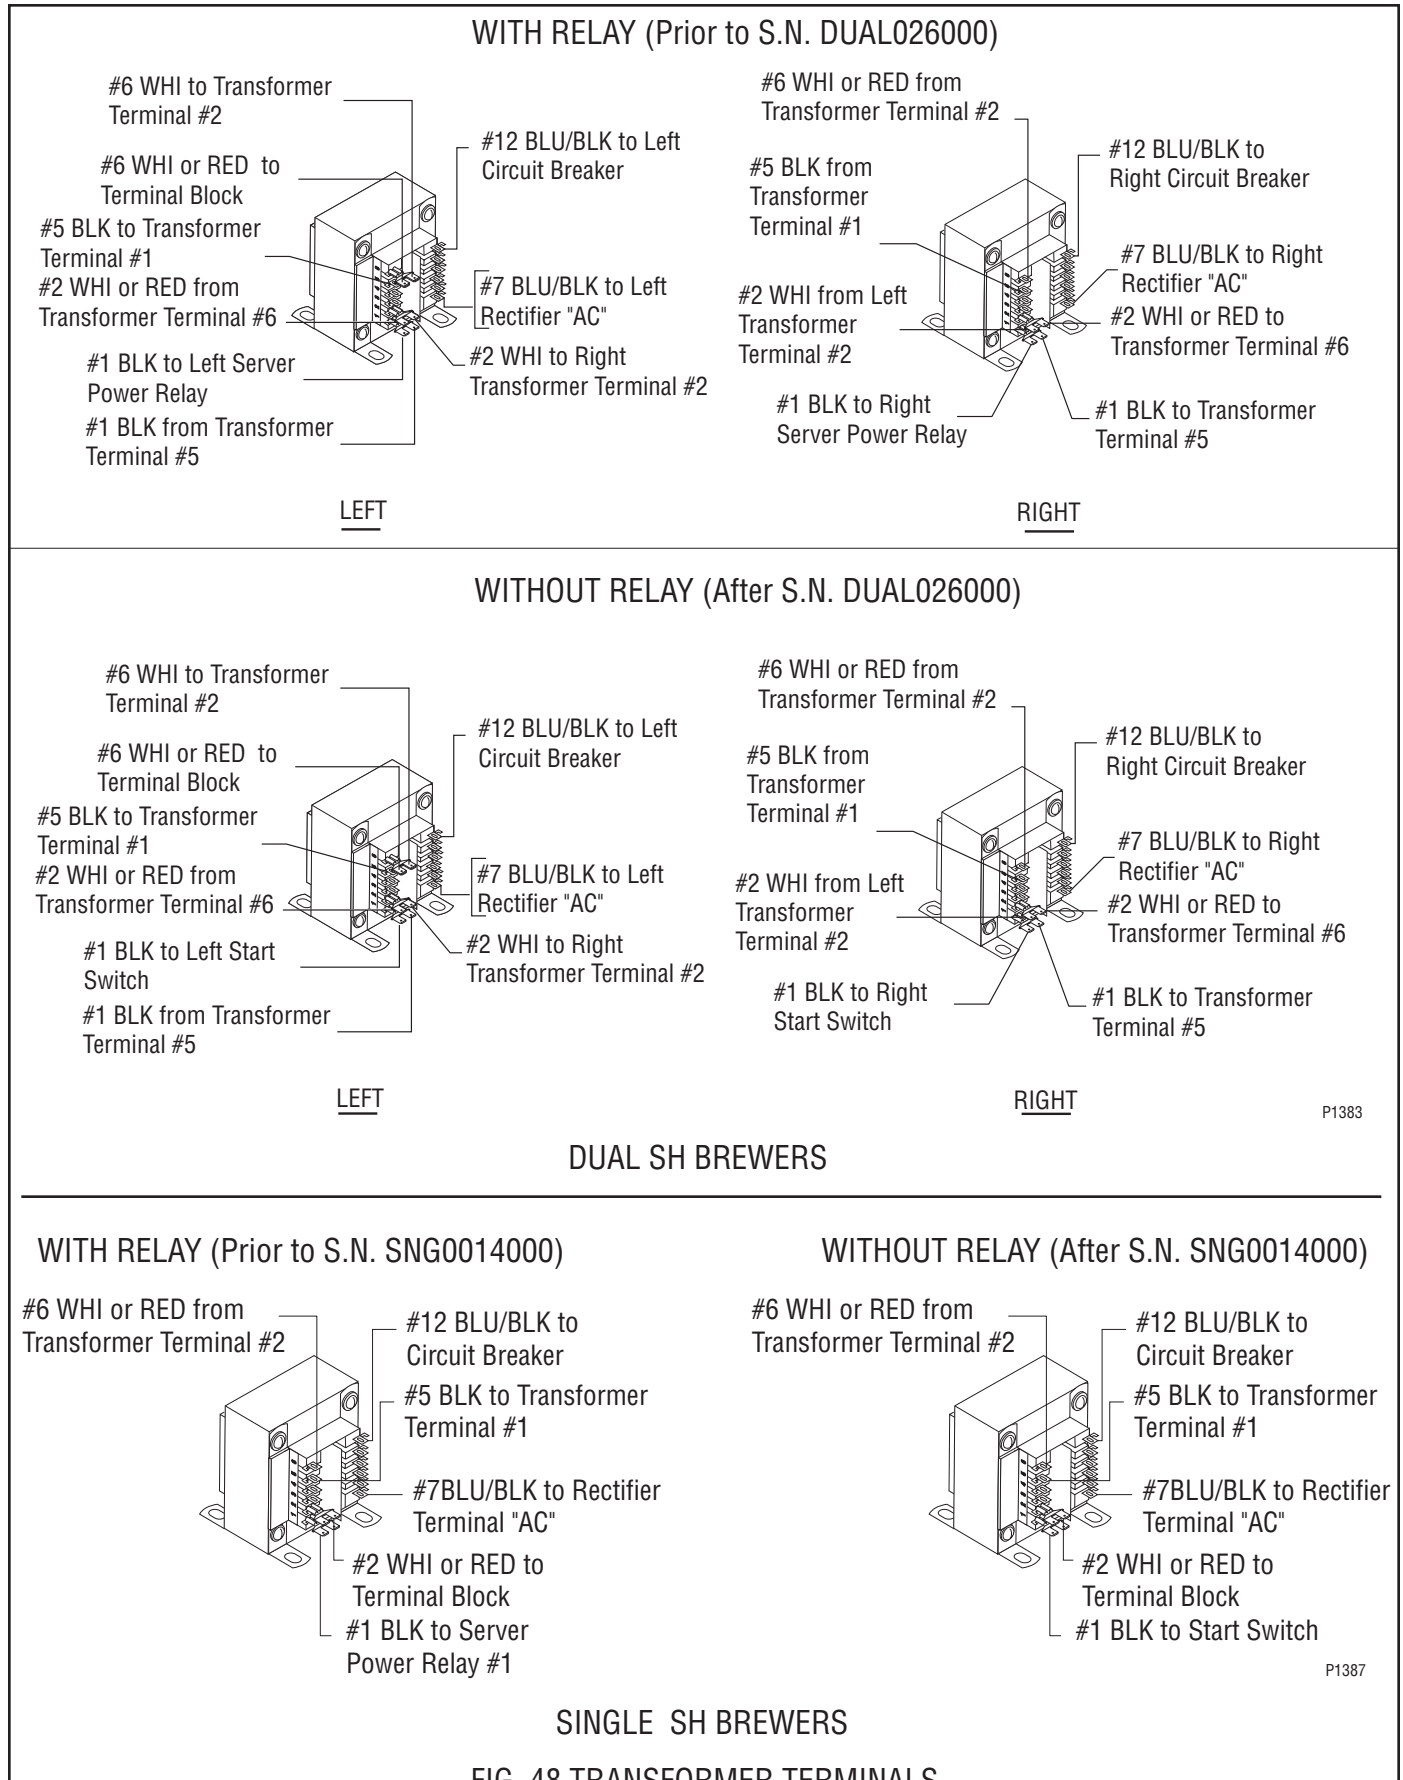 WITH RELAY (Prior to S.N. DUAL026000)
#6 WHI to Transformer
Terminal #2
#6 WHI or RED to
Terminal Block
#5 BLK to Transformer
Terminal #1
#2 WHI or RED from
Transformer Terminal #6
#1 BLK to Left Server
Power Relay
#1 BLK from Transformer
Terminal #5
#12 BLU/BLK to Left
Circuit Breaker
#7 BLU/BLK to Left
Rectifier "AC"
#2 WHI to Right
Transformer Terminal #2
LEFT
#6 WHI or RED from
Transformer Terminal #2
#5 BLK from
Transformer
Terminal #1
#2 WHI from Left
Transformer
Terminal #2
#1 BLK to Right
Server Power Relay
#12 BLU/BLK to
Right Circuit Breaker
#7 BLU/BLK to Right
Rectifier "AC"
#2 WHI or RED to
Transformer Terminal #6
#1 BLK to Transformer
Terminal #5
RIGHT
WITHOUT RELAY (After S.N. DUAL026000)
#6 WHI to Transformer
Terminal #2
#6 WHI or RED to
Terminal Block
#5 BLK to Transformer
Terminal #1
#2 WHI or RED from
Transformer Terminal #6
#1 BLK to Left Start
Switch
#1 BLK from Transformer
Terminal #5
#12 BLU/BLK to Left
Circuit Breaker
#7 BLU/BLK to Left
Rectifier "AC"
#2 WHI to Right
Transformer Terminal #2
LEFT
#6 WHI or RED from
Transformer Terminal #2
#5 BLK from
Transformer
Terminal #1
#2 WHI from Left
Transformer
Terminal #2
#1 BLK to Right
Start Switch
#12 BLU/BLK to
Right Circuit Breaker
#7 BLU/BLK to Right
Rectifier "AC"
#2 WHI or RED to
Transformer Terminal #6
#1 BLK to Transformer
Terminal #5
RIGHT
P1383
DUAL SH BREWERS
WITH RELAY (Prior to S.N. SNG0014000)
#6 WHI or RED from
Transformer Terminal #2
#12 BLU/BLK to
Circuit Breaker
#5 BLK to Transformer
Terminal #1
#7BLU/BLK to Rectifier
Terminal "AC"
#2 WHI or RED to
Terminal Block
#1 BLK to Server
Power Relay #1
WITHOUT RELAY (After S.N. SNG0014000)
#6 WHI or RED from
Transformer Terminal #2
#12 BLU/BLK to
Circuit Breaker
#5 BLK to Transformer
Terminal #1
#7BLU/BLK to Rectifier
Terminal "AC"
#2 WHI or RED to
Terminal Block
#1 BLK to Start Switch
P1387
SINGLE SH BREWERS
FIG. 48 TRANSFORMER TERMINALS